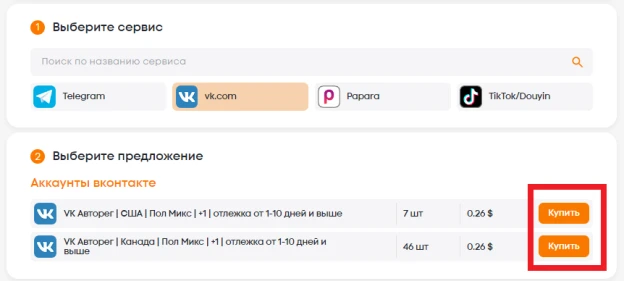 1 Выберите сервис
Поиск по названию сервиса
Telegram vk.com Papara TikTok/Douyin
2 Выберите предложение
Аккаунты вконтакте
VK Авторег | США | Пол Микс | +1 | отлежка от 1-10 дней и выше 7 шт 0.26 $ Купить
VK Авторег | Канада | Пол Микс | +1 | отлежка от 1-10 дней и
выше 46 шт 0.26 $ Купить